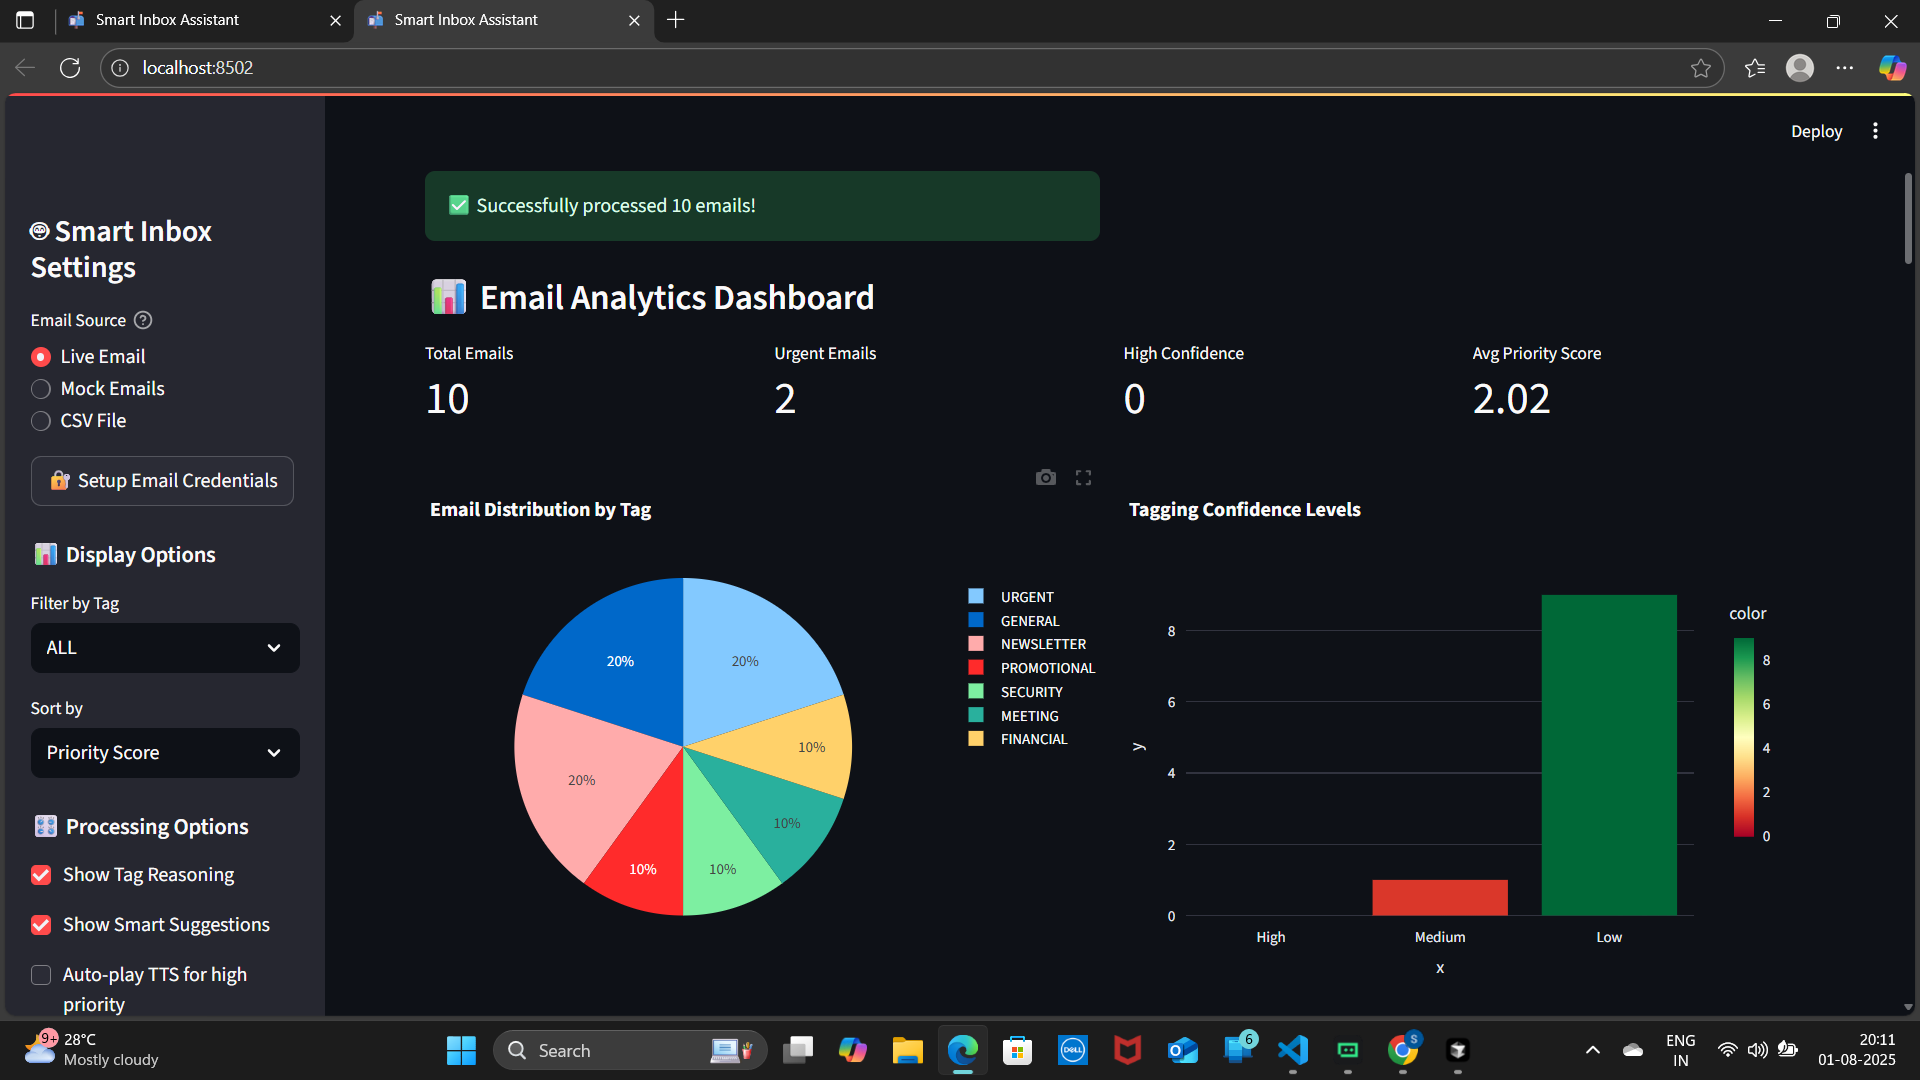 Smart Inbox Assistant
Smart Inbox Assistant
localhost:8502
Deploy
Smart Inbox
Settings
Email Source
Live Email
Mock Emails
CSV File
Setup Email Credentials
Display Options
Filter by Tag
ALL
Sort by
Priority Score
Processing Options
Show Tag Reasoning
Show Smart Suggestions
Auto-play TTS for high
priority
Successfully processed 10 emails!
Email Analytics Dashboard
Total Emails
10
Urgent Emails
2
High Confidence
0
Avg Priority Score
2.02
Email Distribution by Tag
20%
20%
10%
20%
10%
10%
10%
URGENT
GENERAL
NEWSLETTER
PROMOTIONAL
SECURITY
MEETING
FINANCIAL
Tagging Confidence Levels
y
8
6
4
2
0
High
Medium
Low
x
color
8
6
4
2
0
9+
28°C
Mostly cloudy
Search
DELL
6
S
ENG
IN
20:11
01-08-2025